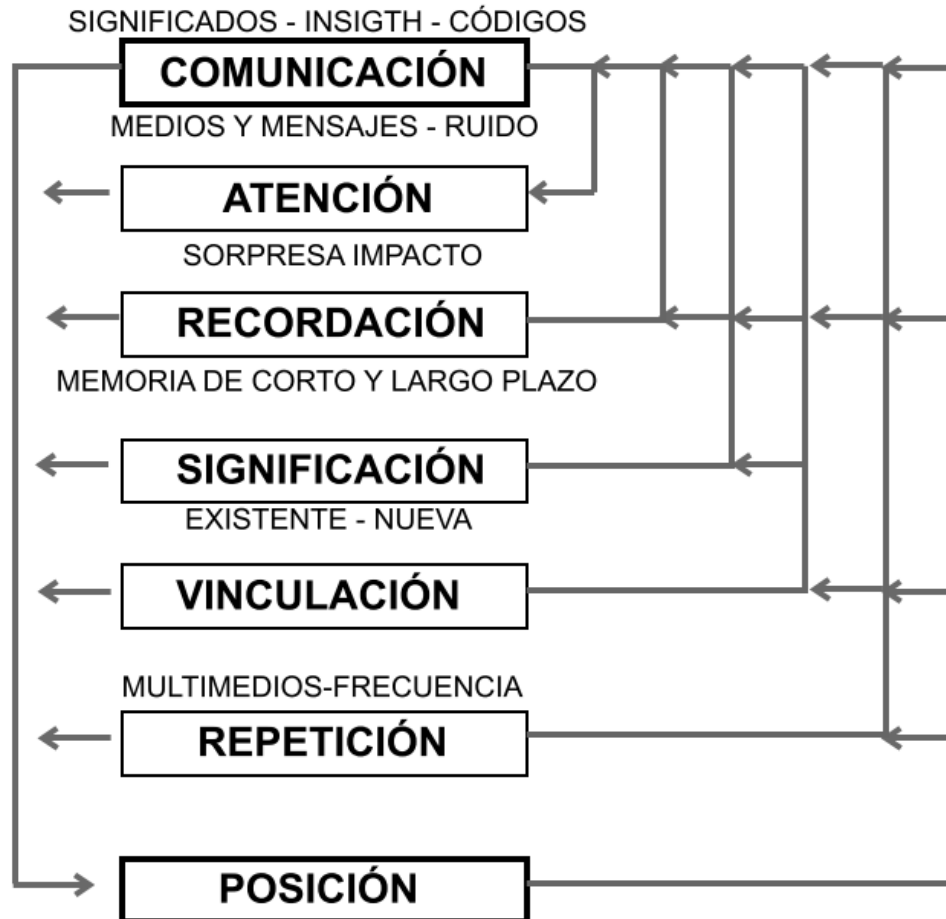 SIGNIFICADOS - INSIGTH - CÓDIGOS
COMUNICACIÓN
MEDIOS Y MENSAJES - RUIDO
ATENCIÓN
SORPRESA IMPACTO
RECORDACIÓN
MEMORIA DE CORTO Y LARGO PLAZO
SIGNIFICACIÓN
EXISTENTE - NUEVA
VINCULACIÓN
MULTIMEDIOS-FRECUENCIA
REPETICIÓN
POSICIÓN